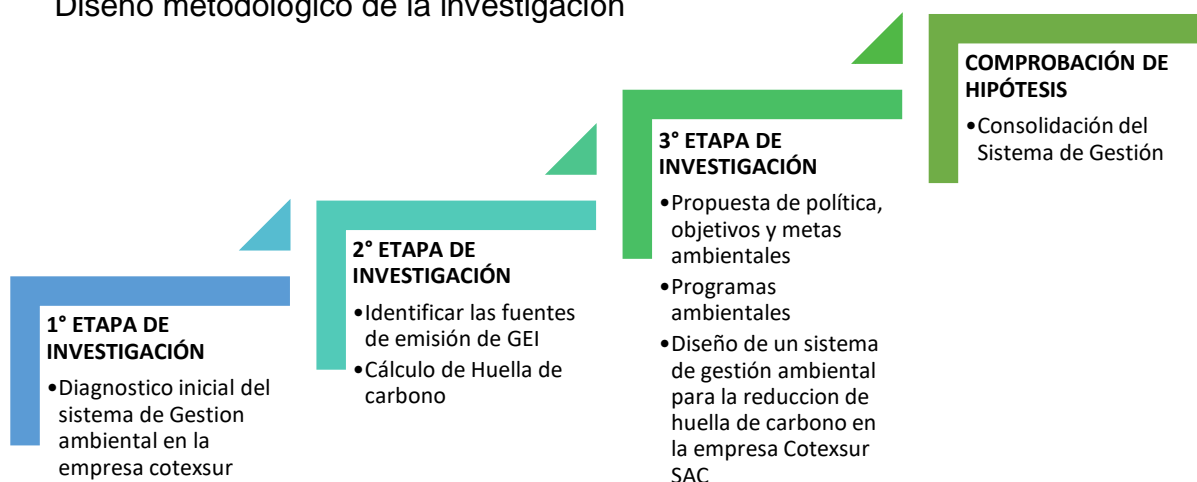 Diseño metodológico de la investigación
1° ETAPA DE
INVESTIGACIÓN
•Diagnostico inicial del
sistema de Gestion
ambiental en la
empresa cotexsur
2° ETAPA DE
INVESTIGACIÓN
•Identificar las fuentes
de emisión de GEI
•Cálculo de Huella de
carbono
3° ETAPA DE
INVESTIGACIÓN
•Propuesta de política,
objetivos y metas
ambientales
•Programas
ambientales
•Diseño de un sistema
de gestión ambiental
para la reduccion de
huella de carbono en
la empresa Cotexsur
SAC
COMPROBACIÓN DE
HIPÓTESIS
•Consolidación del
Sistema de Gestión